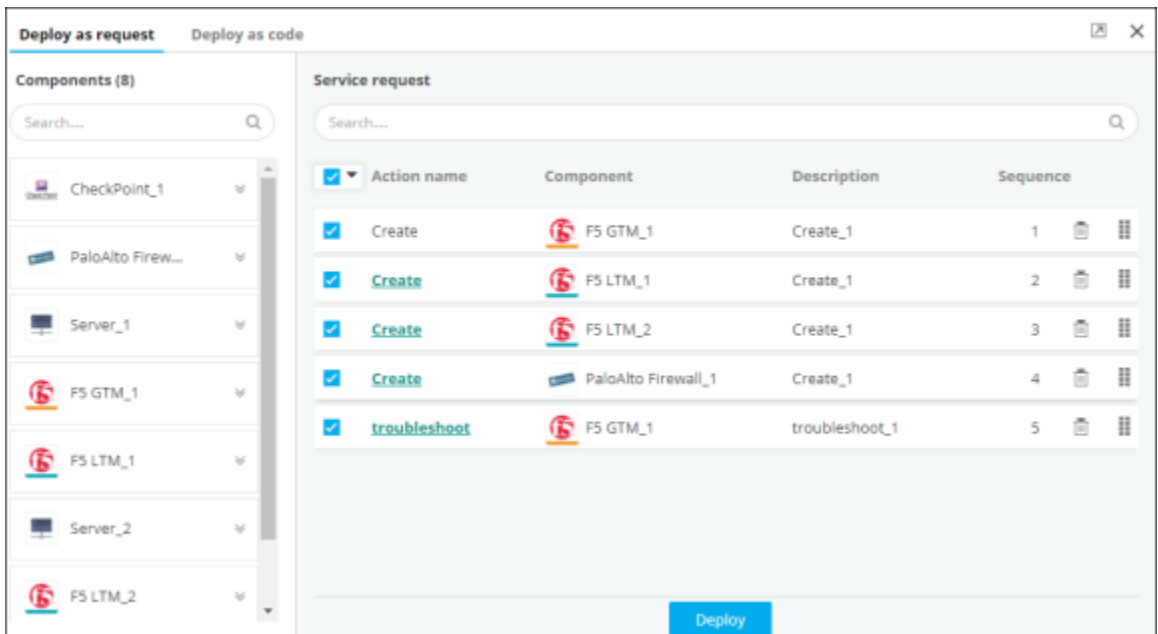 Deploy as request Deploy as code
Components (8)
Search....
CheckPoint_1
PaloAlto Firew...
Server_1
F5 GTM_1
F5 LTM_1
Server_2
F5 LTM_2
Service request
Search....
Action name Component Description Sequence
Create F5 GTM_1 Create_1 1
Create F5 LTM_1 Create_1 2
Create F5 LTM_2 Create_1 3
Create PaloAlto Firewall_1 Create_1 4
troubleshoot F5 GTM_1 troubleshoot_1 5
Deploy